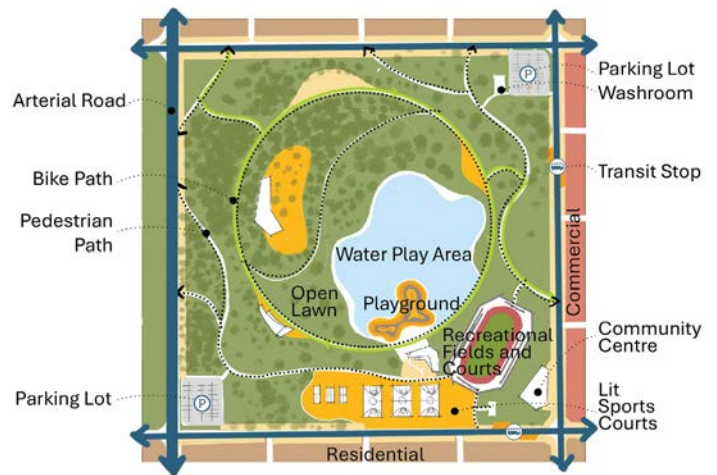 Arterial Road
Bike Path
Pedestrian
Path
Parking Lot
P
Parking Lot
Washroom
Transit Stop
Commercial
Water Play Area
Open
Lawn
Playground
Recreational
Fields and
Courts
Community
Centre
Lit
Sports
Courts
P
Residential